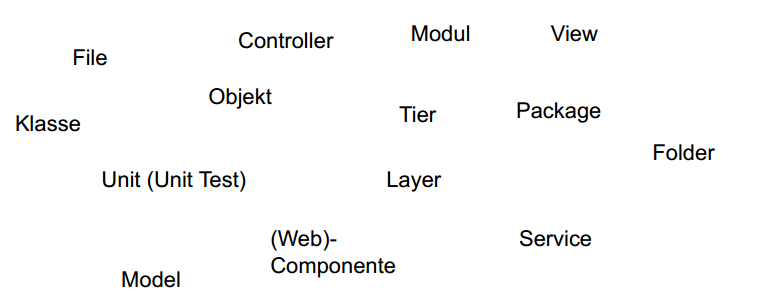 Controller
Modul
View
File
Objekt
Tier
Package
Klasse
Folder
Unit (Unit Test)
Layer
(Web)-
Componente
Service
Model